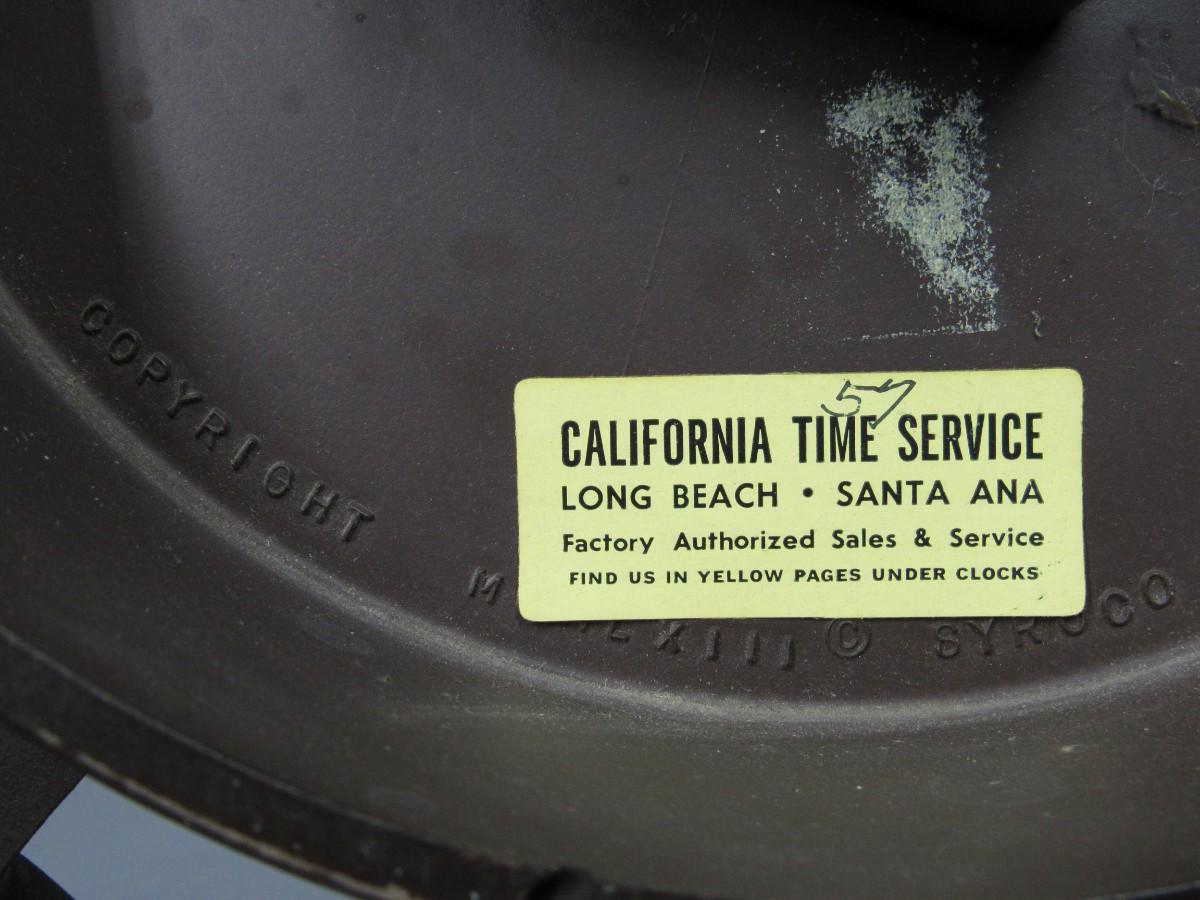 COPYRIGHT
57
CALIFORNIA TIME SERVICE
LONG BEACH • SANTA ANA
Factory Authorized Sales & Service
FIND US IN YELLOW PAGES UNDER CLOCKS
M LXIII © SYROCO